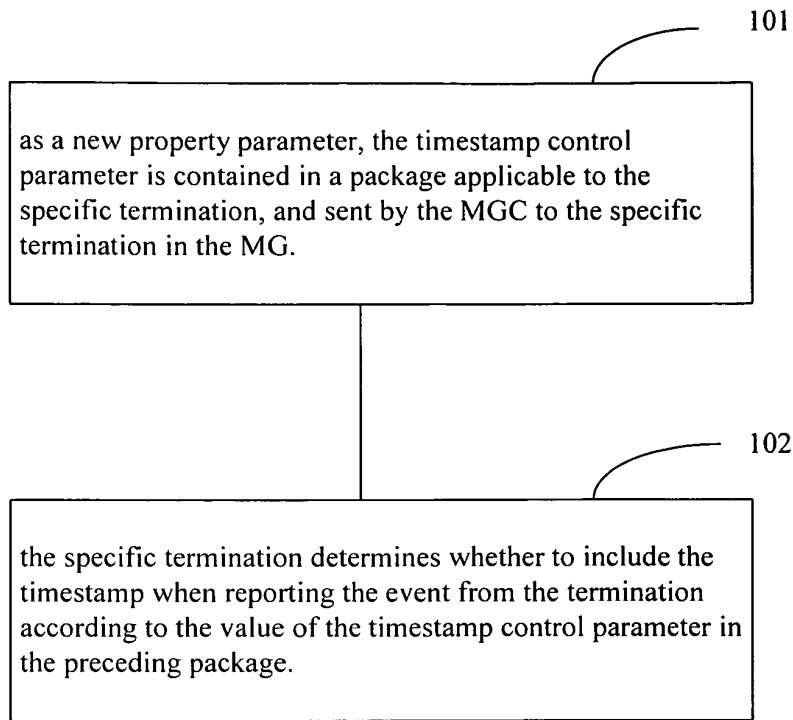 101
as a new property parameter, the timestamp control
parameter is contained in a package applicable to the
specific termination, and sent by the MGC to the specific
termination in the MG.
102
the specific termination determines whether to include the
timestamp when reporting the event from the termination
according to the value of the timestamp control parameter in
the preceding package.